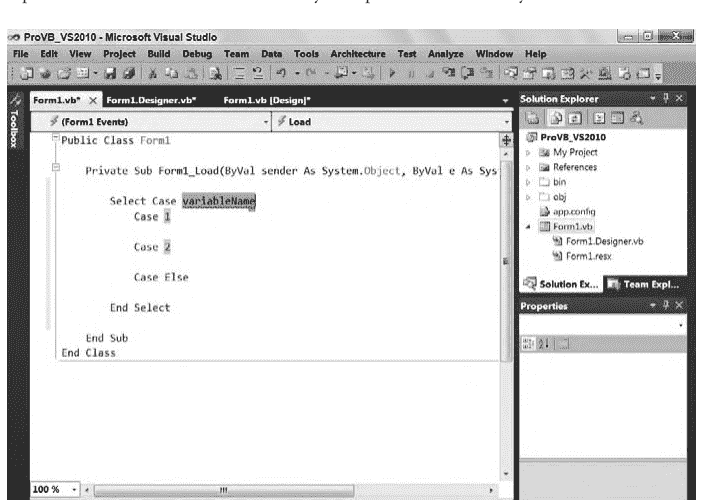 ProVB_VS2010 - Microsoft Visual Studio
File Edit View Project Build Debug Team Data Tools Architecture Test Analyze Window Help
Toolbox
Form1.vb* × Form1.Designer.vb* Form1.vb [Design]*
(Form1 Events) Load
Public Class Form1
Private Sub Form1_Load(ByVal sender As System.Object, ByVal e As Sys
Select Case variableName
Case 1
Case 2
Case Else
End Select
End Sub
End Class
100 %
Solution Explorer
ProVB_VS2010
My Project
References
bin
obj
app.config
Form1.vb
Form1.Designer.vb
Form1.resx
Solution Ex... Team Expl...
Properties